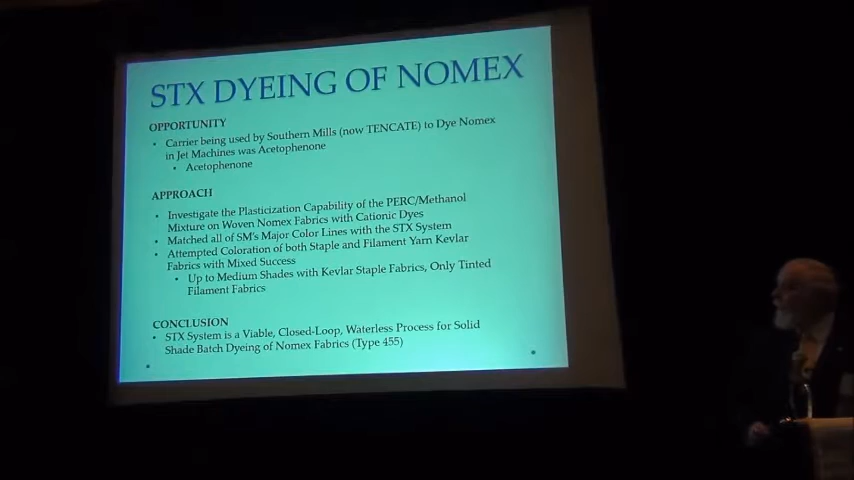 STX DYEING OF NOMEX
OPPORTUNITY
• Carrier being used by Southern Mills (now TENCATE) to Dye Nomex
in Jet Machines was Acetophenone
• Acetophenone
APPROACH
• Investigate the Plasticization Capability of the PERC/Methanol
Mixture on Woven Nomex Fabrics with Cationic Dyes
• Matched all of SM's Major Color Lines with the STX System
• Attempted Coloration of both Staple and Filament Yarn Kevlar
Fabrics with Mixed Success
• Up to Medium Shades with Kevlar Staple Fabrics, Only Tinted
Filament Fabrics
CONCLUSION
• STX System is a Viable, Closed-Loop, Waterless Process for Solid
Shade Batch Dyeing of Nomex Fabrics (Type 455)